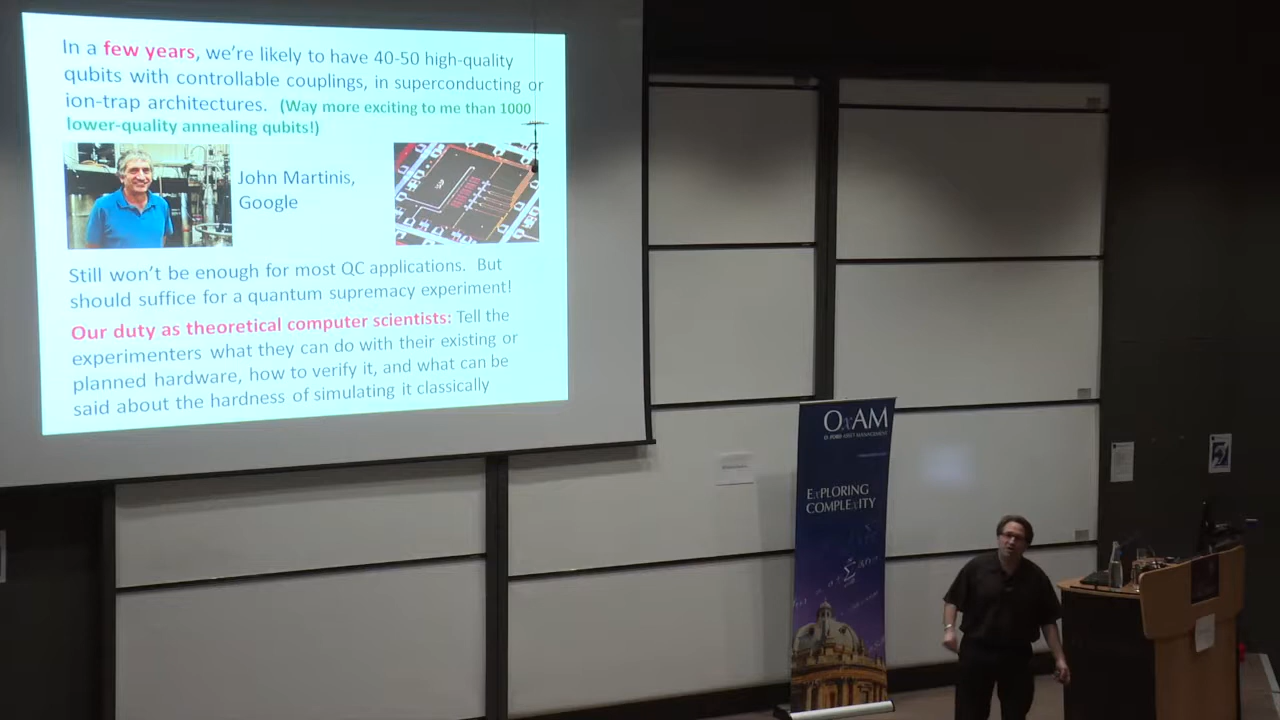 In a few years, we're likely to have 40-50 high-quality
qubits with controllable couplings, in superconducting or
ion-trap architectures. (Way more exciting to me than 1000
lower-quality annealing qubits!)
John Martinis,
Google
Still won't be enough for most QC applications. But
should suffice for a quantum supremacy experiment!
Our duty as theoretical computer scientists: Tell the
experimenters what they can do with their existing or
planned hardware, how to verify it, and what can be
said about the hardness of simulating it classically
OxAM
OXFORD ASSET MANAGEMENT
ExPLORING
COMPLExITY